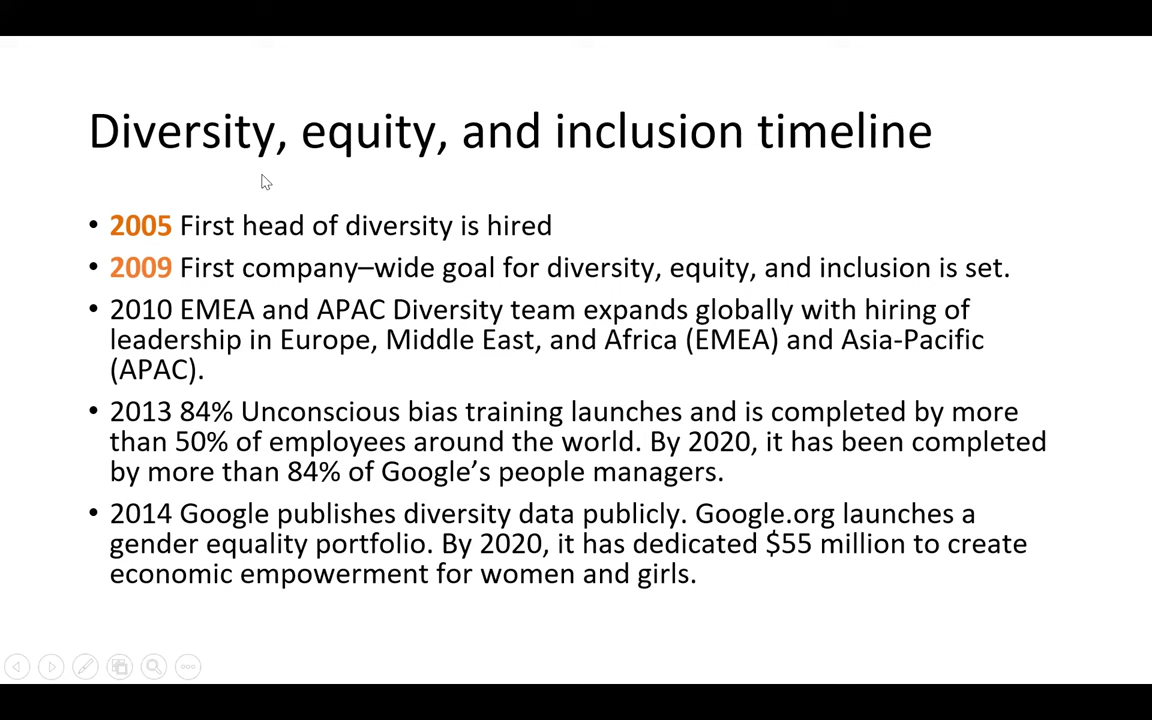 Diversity, equity, and inclusion timeline
• 2005 First head of diversity is hired
• 2009 First company–wide goal for diversity, equity, and inclusion is set.
• 2010 EMEA and APAC Diversity team expands globally with hiring of
leadership in Europe, Middle East, and Africa (EMEA) and Asia-Pacific
(APAC).
• 2013 84% Unconscious bias training launches and is completed by more
than 50% of employees around the world. By 2020, it has been completed
by more than 84% of Google’s people managers.
• 2014 Google publishes diversity data publicly. Google.org launches a
gender equality portfolio. By 2020, it has dedicated $55 million to create
economic empowerment for women and girls.